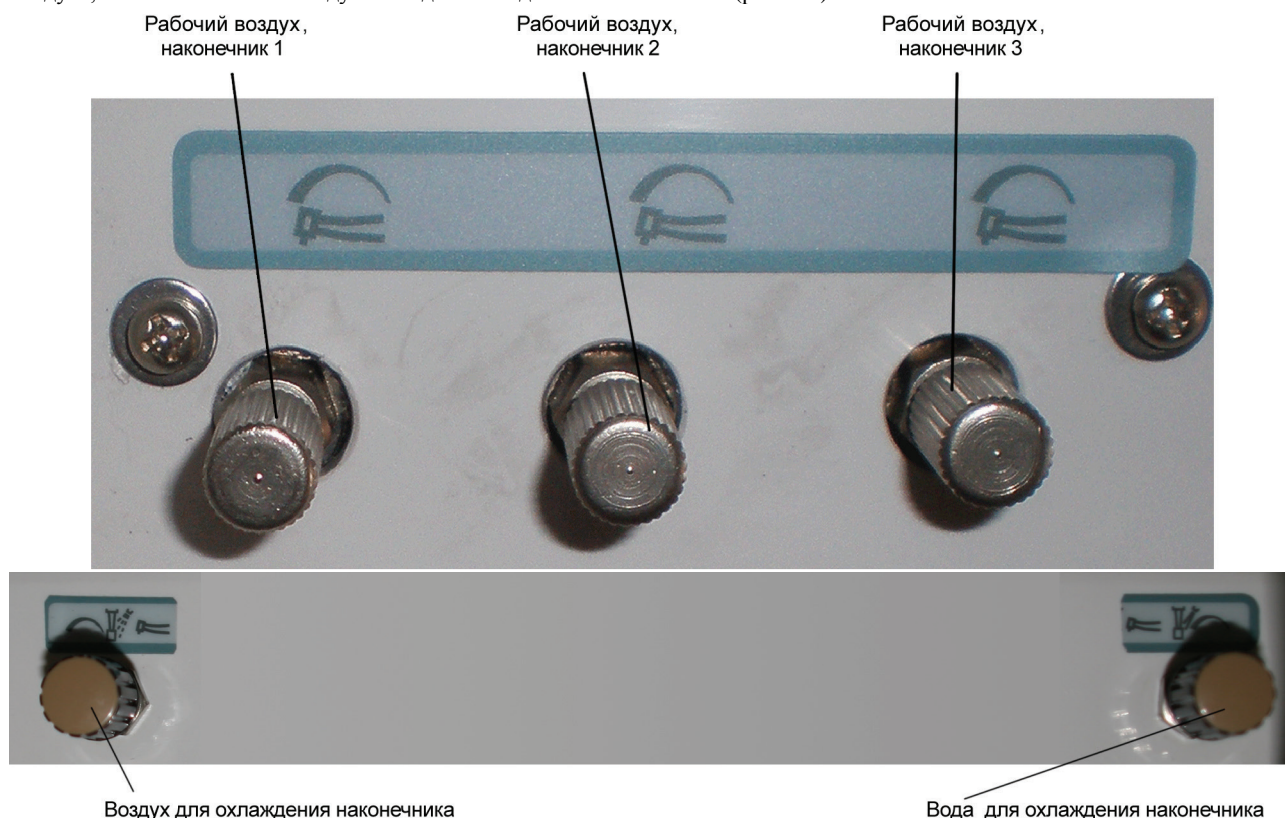 Рабочий воздух, наконечник 1
Рабочий воздух, наконечник 2
Рабочий воздух, наконечник 3
Воздух для охлаждения наконечника
Вода для охлаждения наконечника